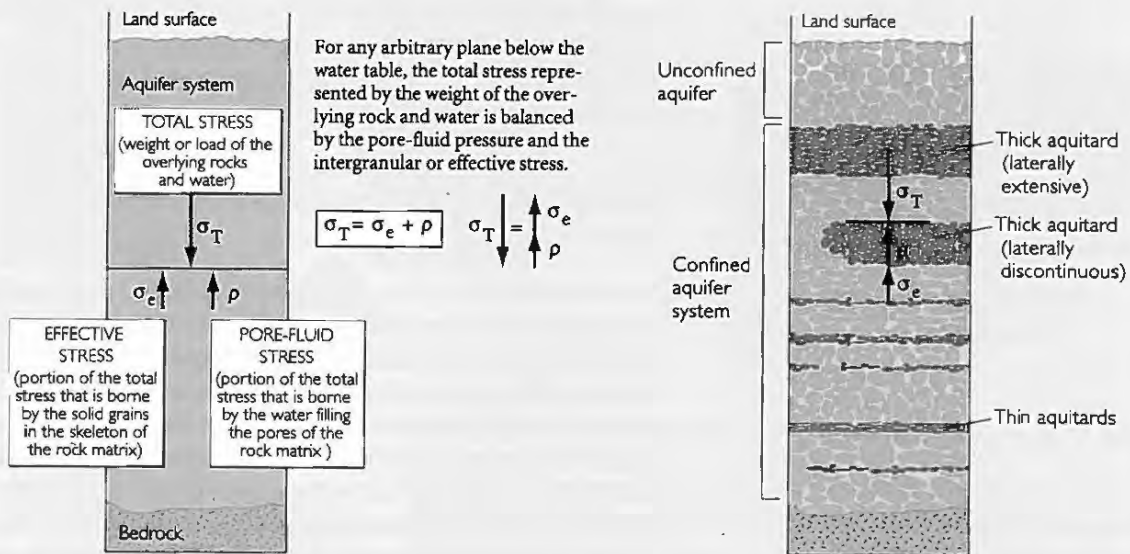 Land surface
Aquifer system
TOTAL STRESS
(weight or load of the
overlying rocks
and water)
σT
σe
ρ
EFFECTIVE
STRESS
(portion of the total
stress that is borne
by the solid grains
in the skeleton of
the rock matrix)
PORE-FLUID
STRESS
(portion of the total
stress that is borne
by the water filling
the pores of the
rock matrix )
Bedrock
For any arbitrary plane below the
water table, the total stress repre-
sented by the weight of the over-
lying rock and water is balanced
by the pore-fluid pressure and the
intergranular or effective stress.
σT = σe + ρ
σT = σe
ρ
Land surface
Unconfined
aquifer
Confined
aquifer
system
σT
σe
Thick aquitard
(laterally
extensive)
Thick aquitard
(laterally
discontinuous)
Thin aquitards